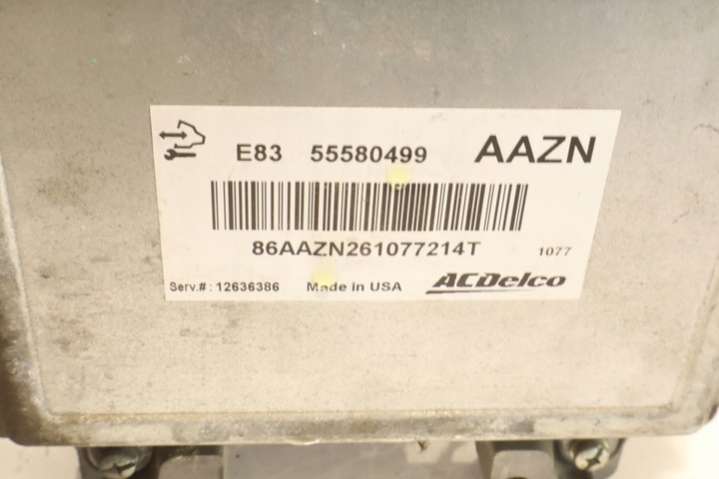 E83 55580499 AAZN
86AAZN261077214T 1077
Serv.# : 12636386 Made in USA ACDelco